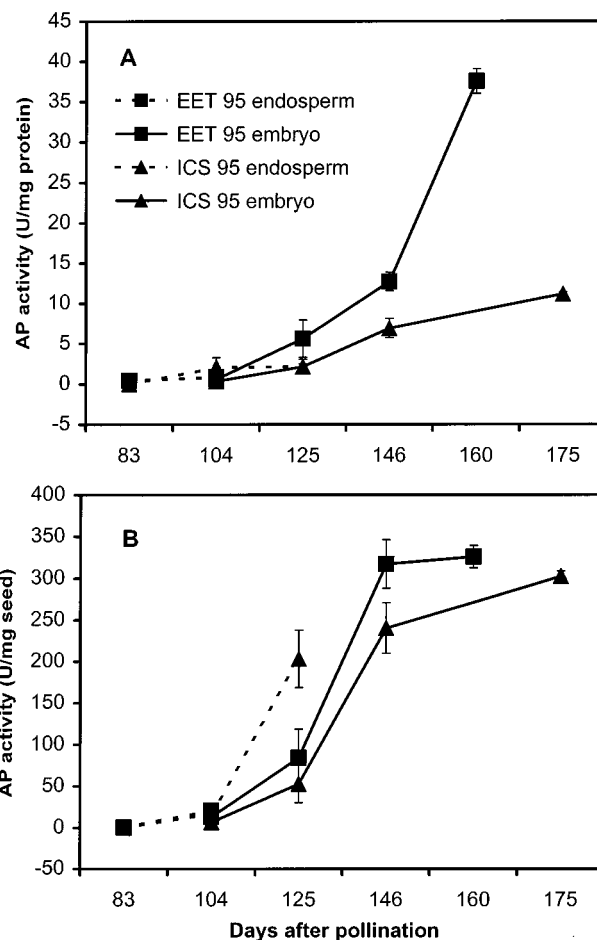 A
EET 95 endosperm
EET 95 embryo
ICS 95 endosperm
ICS 95 embryo
AP activity (U/mg protein)
45
40
35
30
25
20
15
10
5
0
-5
83 104 125 146 160 175
B
AP activity (U/mg seed)
400
350
300
250
200
150
100
50
0
-50
83 104 125 146 160 175
Days after pollination